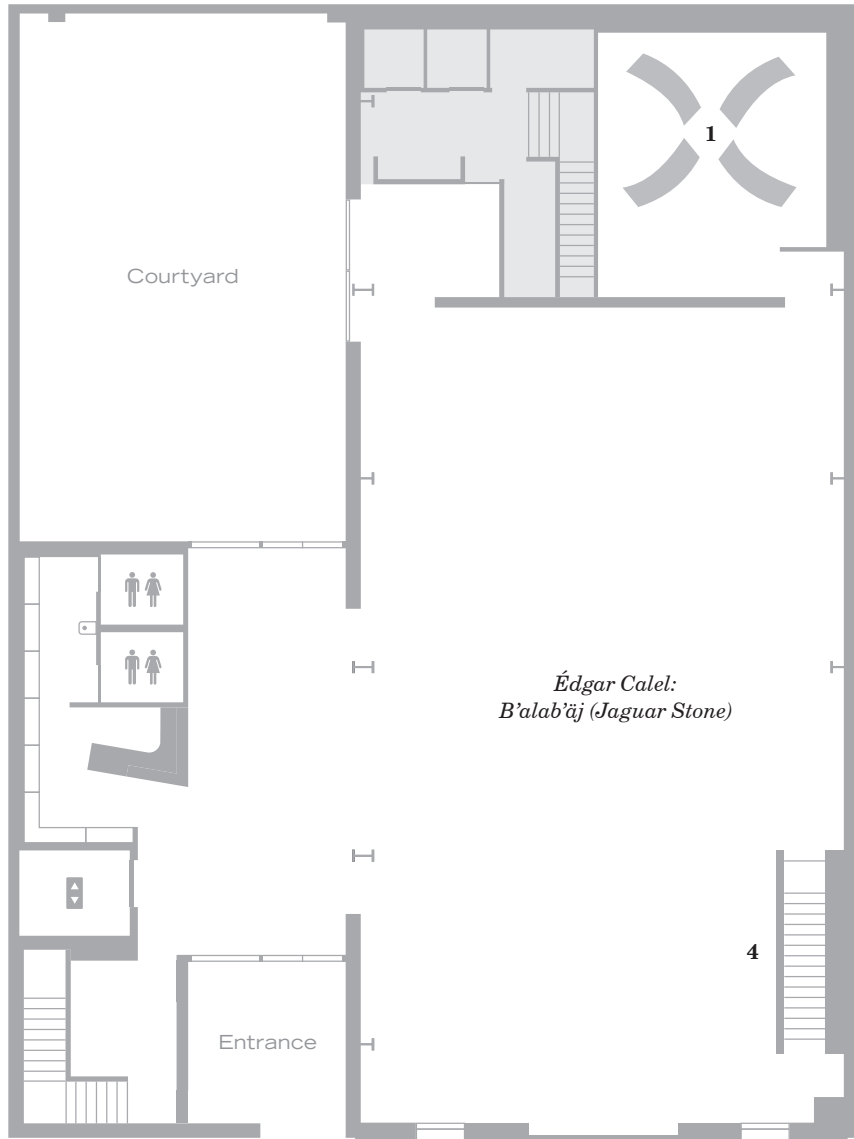 1
Courtyard
Édgar Calel:
B’alab’äj (Jaguar Stone)
4
Entrance